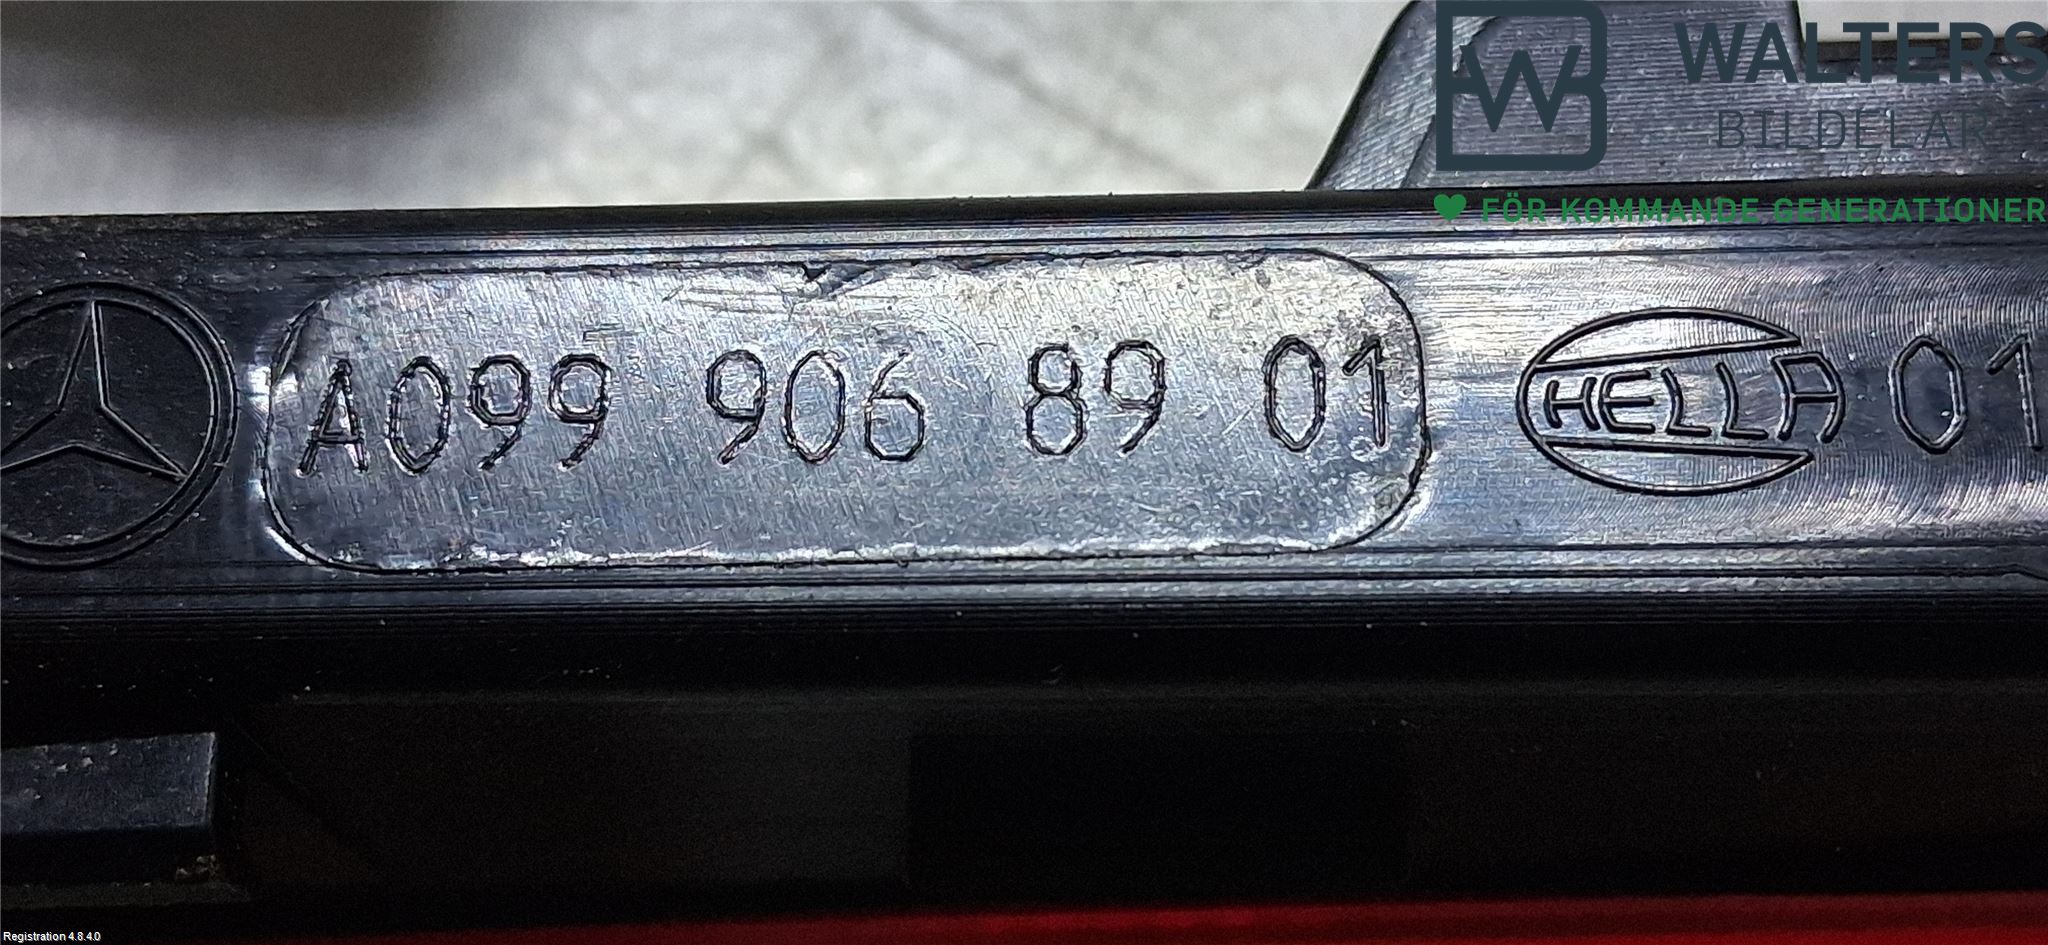 WALTERS
BILDELAR
FÖR KOMMANDE GENERATIONER
A099 906 89 01 HELLA 01
Registration 4.8.4.0